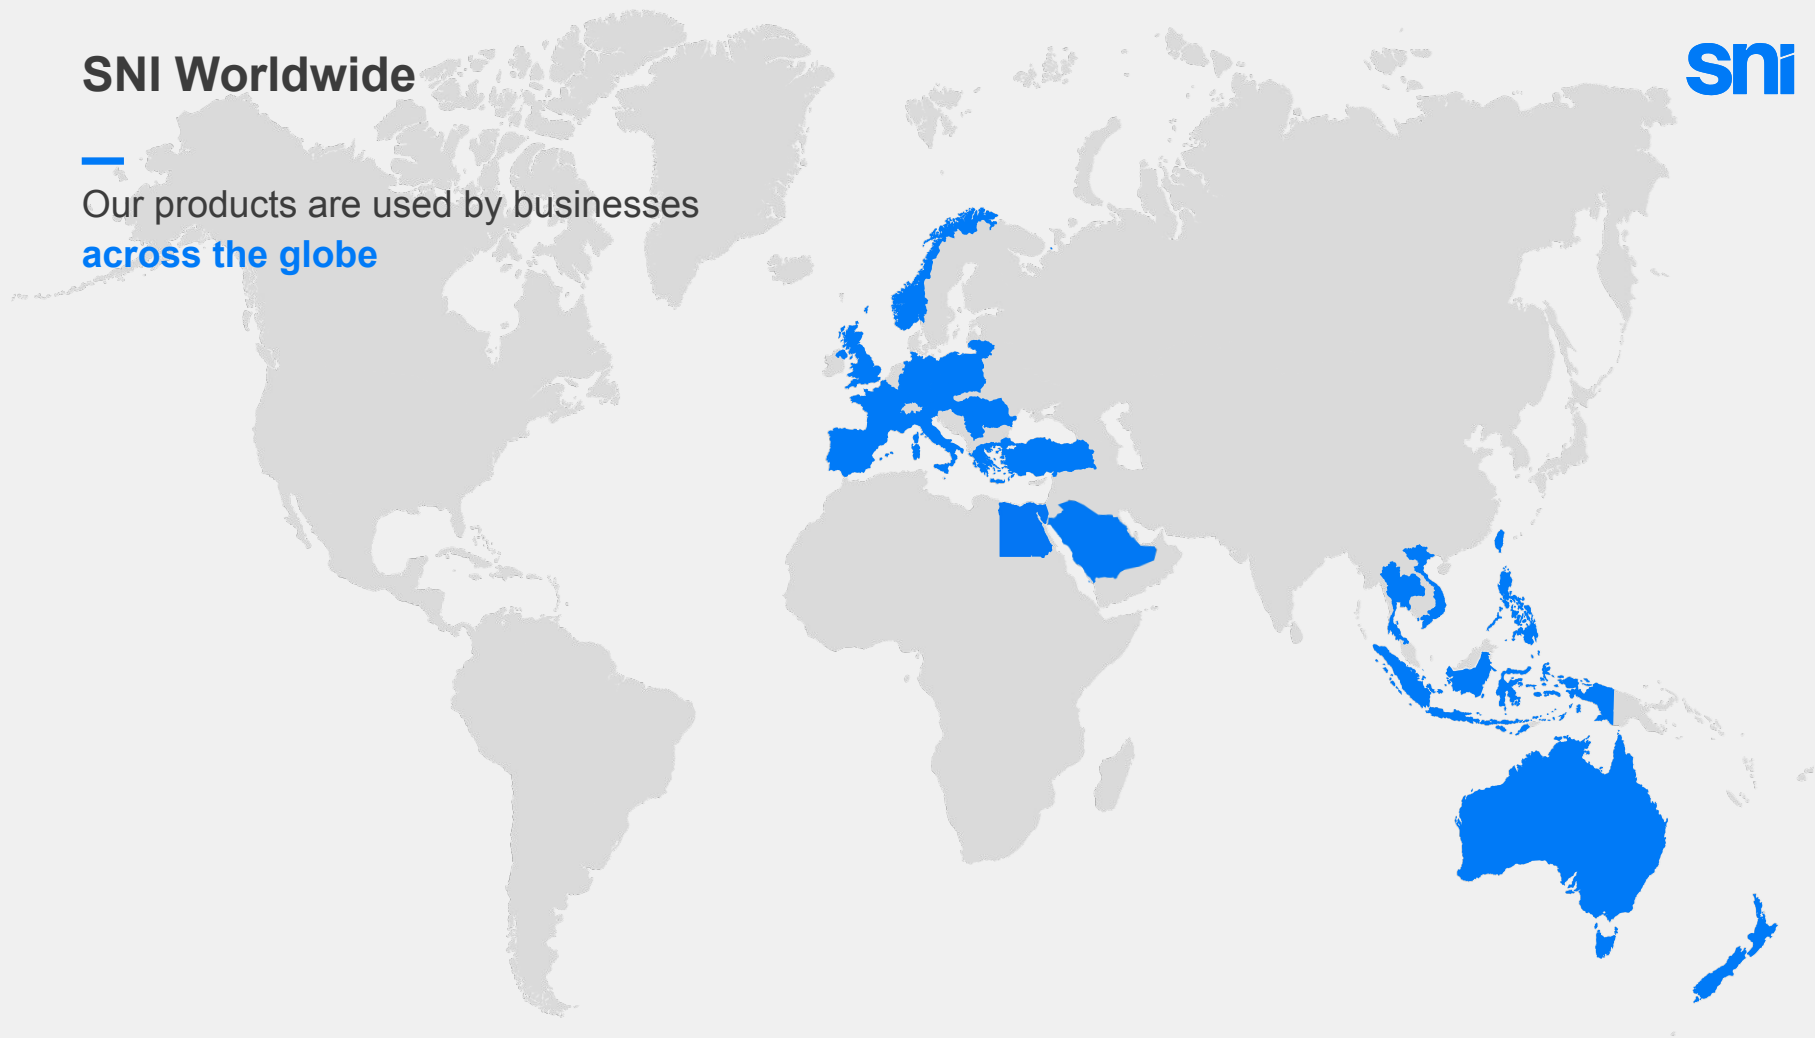 SNI Worldwide
sni
Our products are used by businesses
across the globe